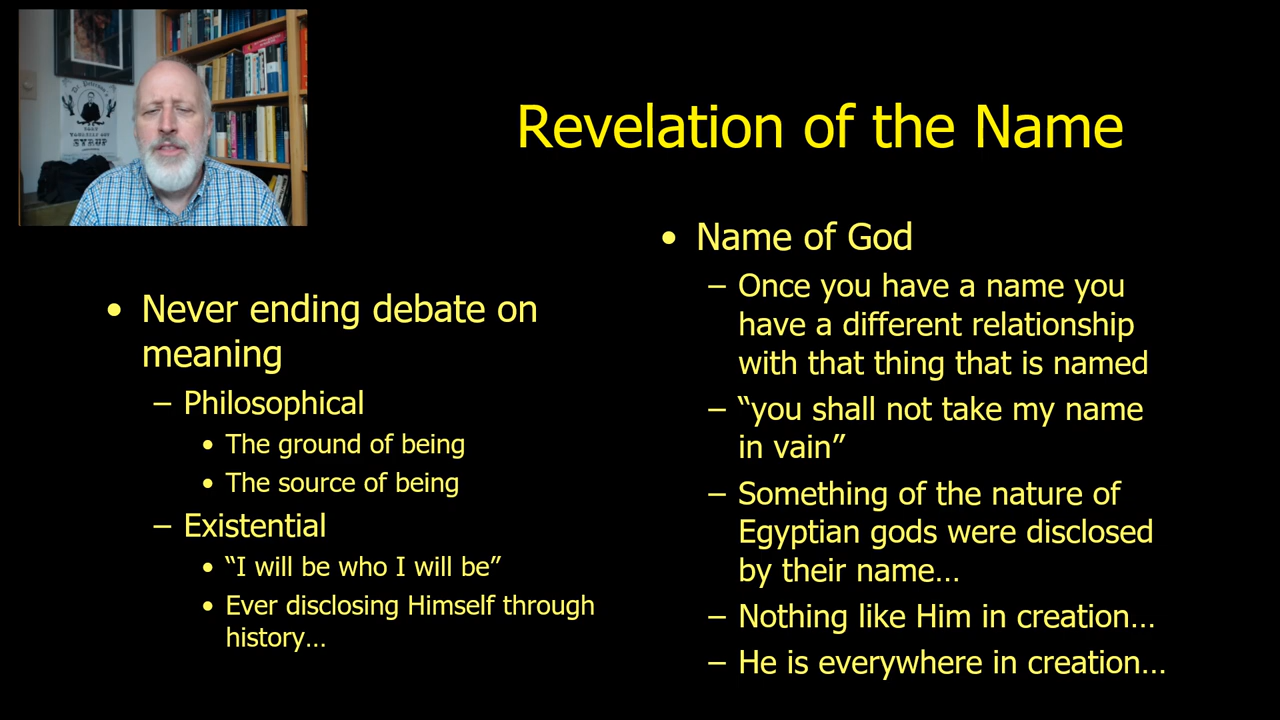 Revelation of the Name
• Never ending debate on
meaning
– Philosophical
• The ground of being
• The source of being
– Existential
• “I will be who I will be”
• Ever disclosing Himself through
history…
• Name of God
– Once you have a name you
have a different relationship
with that thing that is named
– “you shall not take my name
in vain”
– Something of the nature of
Egyptian gods were disclosed
by their name…
– Nothing like Him in creation…
– He is everywhere in creation…
SYRUP